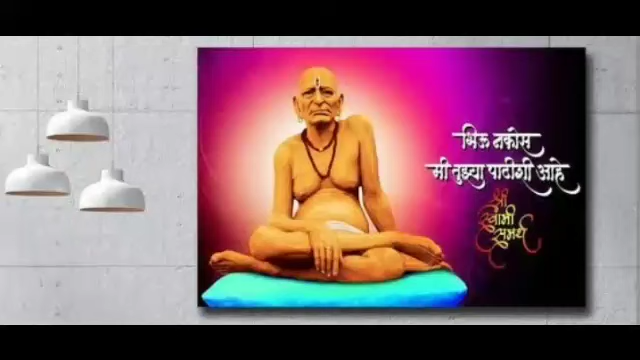 भिऊ नकोस
मी तुझ्या पाठीशी आहे
श्री
स्वामी
समर्थ